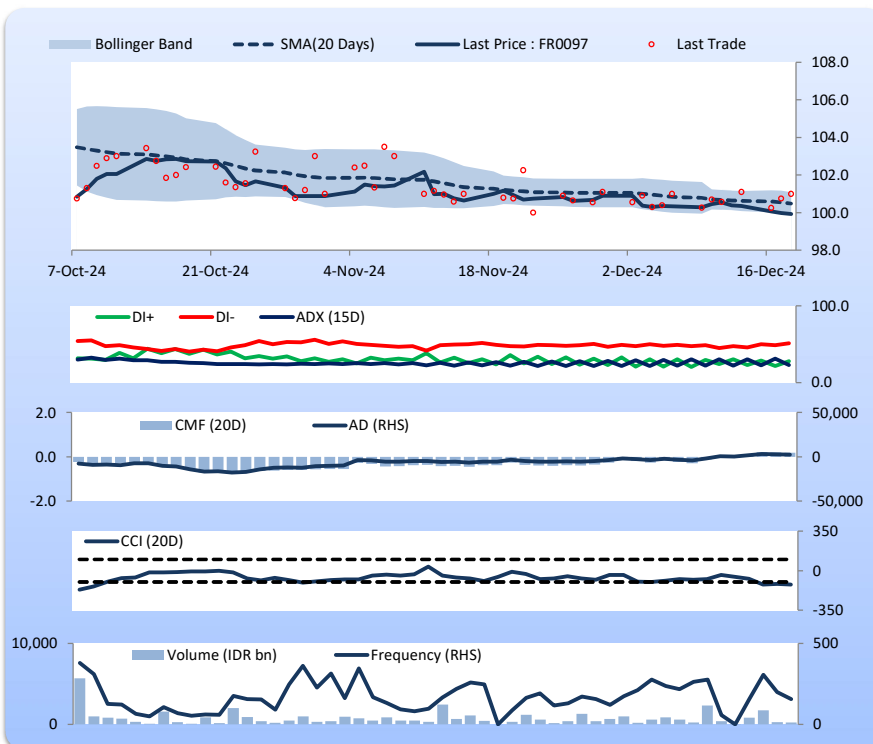 Bollinger Band SMA(20 Days) Last Price : FR0097 Last Trade
108.0
106.0
104.0
102.0
100.0
98.0
7-Oct-24 21-Oct-24 4-Nov-24 18-Nov-24 2-Dec-24 16-Dec-24
DI+ DI- ADX (15D)
100.0
0.0
CMF (20D) AD (RHS)
2.0 50,000
0.0 0
-2.0 -50,000
CCI (20D)
350
0
-350
Volume (IDR bn) Frequency (RHS)
10,000 500
0 0